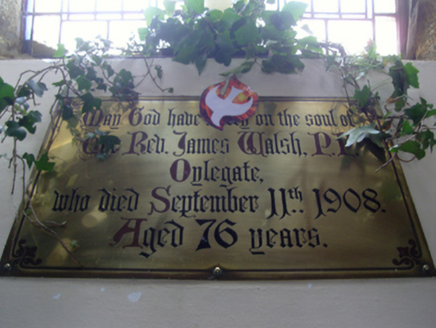 May God have on the soul of
The Rev. James Walsh, P.P.
Oylegate,
who died September 11th. 1908.
Aged 76 years.